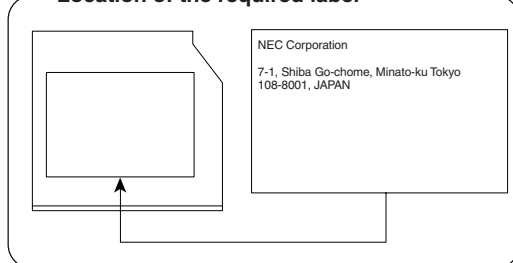 Location of the required label
NEC Corporation
7-1, Shiba Go-chome, Minato-ku Tokyo
108-8001, JAPAN